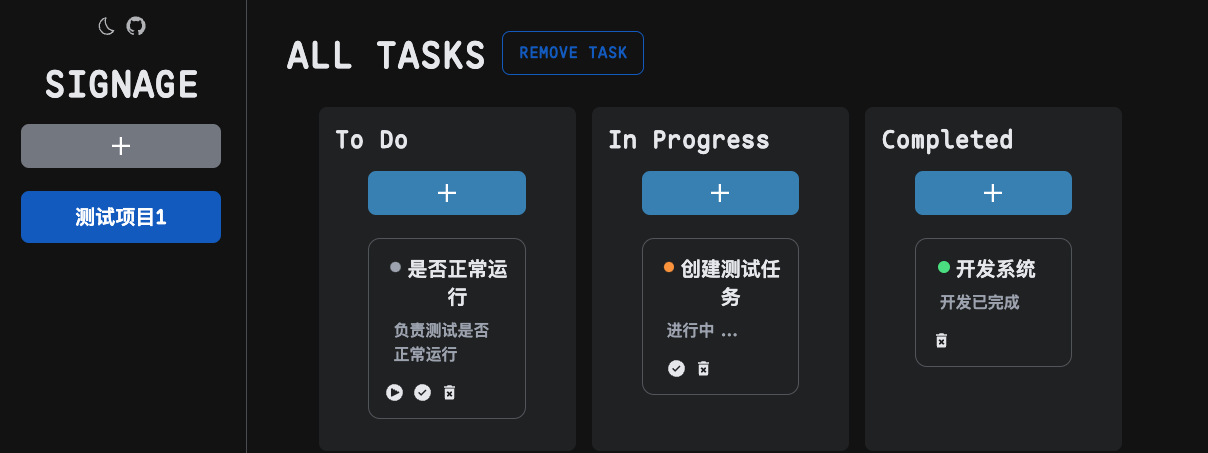 SIGNAGE
测试项目1
ALL TASKS
REMOVE TASK
To Do
是否正常运
行
负责测试是否
正常运行
In Progress
创建测试任
务
进行中 ...
Completed
开发系统
开发已完成